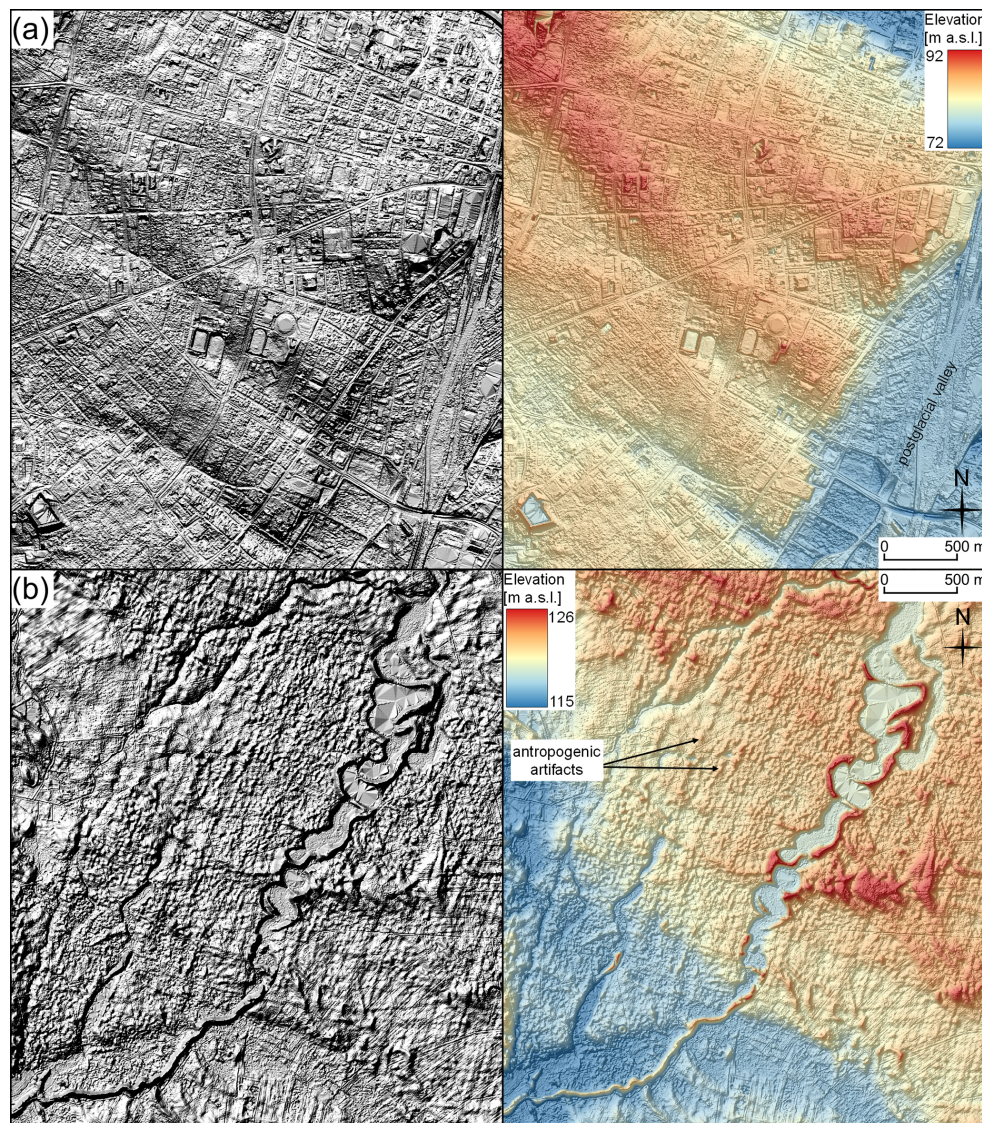 (a)
Elevation
[m a.s.l.]
92
72
postglacial valley
N
0 500 m
(b)
Elevation
[m a.s.l.]
126
115
0 500 m
N
antropogenic
artifacts